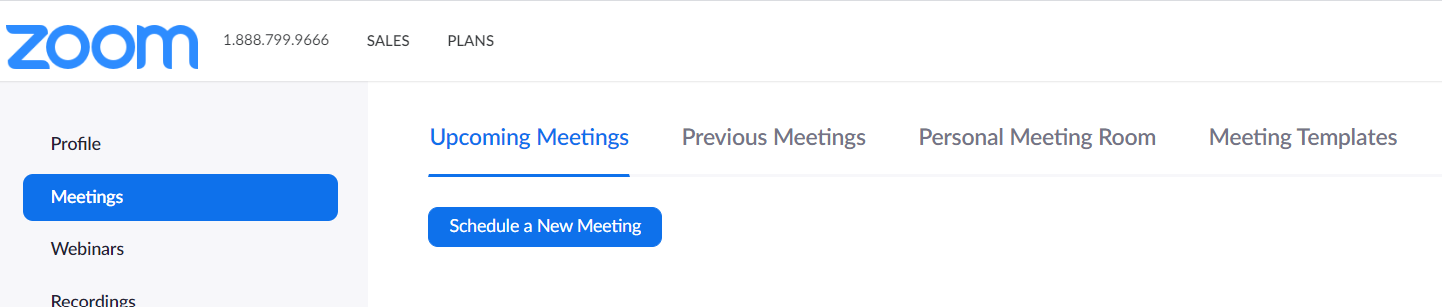 zoom 1.888.799.9666 SALES PLANS
Profile
Meetings
Webinars
Recordings
Upcoming Meetings Previous Meetings Personal Meeting Room Meeting Templates
Schedule a New Meeting